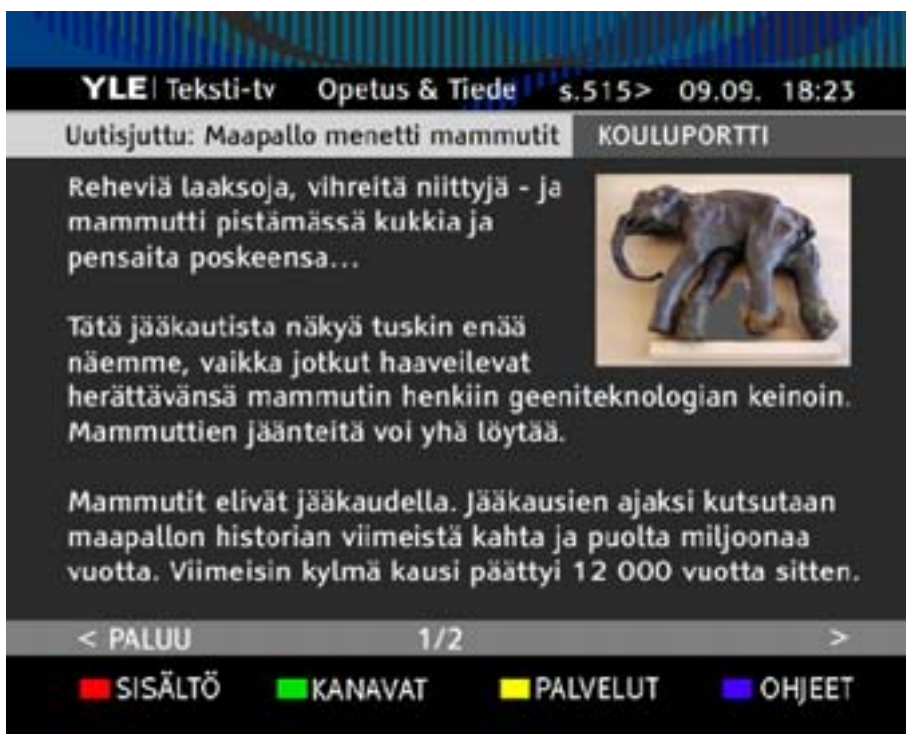 YLE| Teksti-tv Opetus & Tiede s.515> 09.09. 18:23
Uutisjuttu: Maapallo menetti mammutit KOULUPORTTI
Reheviä laaksoja, vihreitä niittyjä - ja
mammutti pistämässä kukkia ja
pensaita poskeensa...
Tätä jääkautista näkyä tuskin enää
näemme, vaikka jotkut haaveilevat
herättävänsä mammutin henkiin geeniteknologian keinoin.
Mammuttien jäänteitä voi yhä löytää.
Mammutit elivät jääkaudella. Jääkausien ajaksi kutsutaan
maapallon historian viimeistä kahta ja puolta miljoonaa
vuotta. Viimeisin kylmä kausi päättyi 12 000 vuotta sitten.
< PALUU 1/2 >
SISÄLTÖ KANAVAT PALVELUT OHJEET